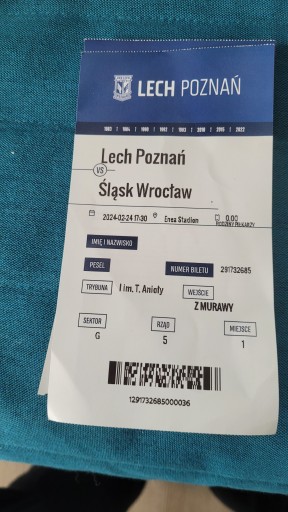 LECH POZNAŃ
1983 | 1984 | 1990 | 1992 | 1993 | 2010 | 2015 | 2022
Lech Poznań
VS
Śląsk Wrocław
2024-02-24 17:30 Enea Stadion 0.00
RODZINY PIŁKARZY
IMIĘ I NAZWISKO
PESEL NUMER BILETU 291732685
TRYBUNA I im. T. Anioły WEJŚCIE
Z MURAWY
SEKTOR RZĄD MIEJSCE
G 5 1
1291732685000036